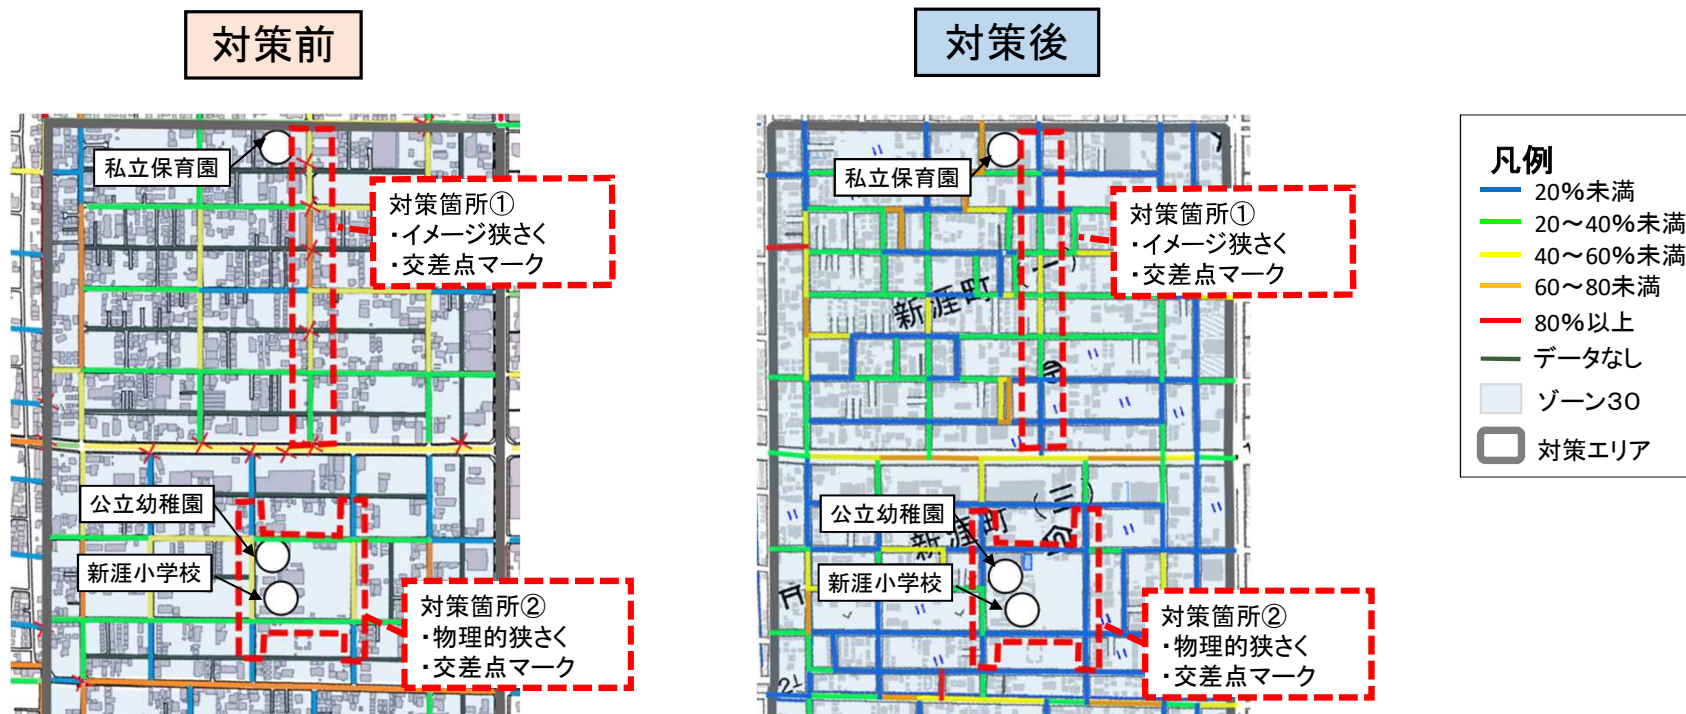 対策前
対策後
私立保育園
対策箇所①
・イメージ狭さく
・交差点マーク
公立幼稚園
新涯小学校
対策箇所②
・物理的狭さく
・交差点マーク
私立保育園
対策箇所①
・イメージ狭さく
・交差点マーク
新涯町
(一)
公立幼稚園
新涯町
(三)
新涯小学校
対策箇所②
・物理的狭さく
・交差点マーク
凡例
20%未満
20～40%未満
40～60%未満
60～80未満
80%以上
データなし
ゾーン30
対策エリア